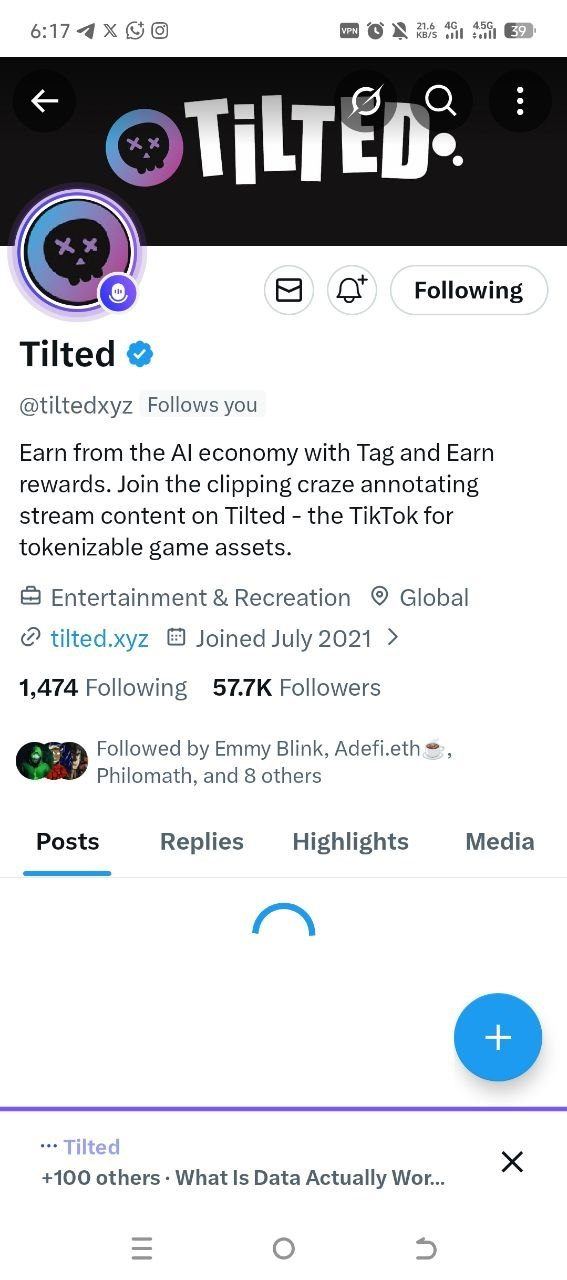 6:17
VPN 21.6 KB/S 4G 4.5G 39
TiLTED.
Following
Tilted
@tiltedxyz Follows you
Earn from the AI economy with Tag and Earn
rewards. Join the clipping craze annotating
stream content on Tilted - the TikTok for
tokenizable game assets.
Entertainment & Recreation Global
tilted.xyz Joined July 2021
1,474 Following 57.7K Followers
Followed by Emmy Blink, Adefi.eth☕,
Philomath, and 8 others
Posts Replies Highlights Media
Tilted
+100 others · What Is Data Actually Wor...